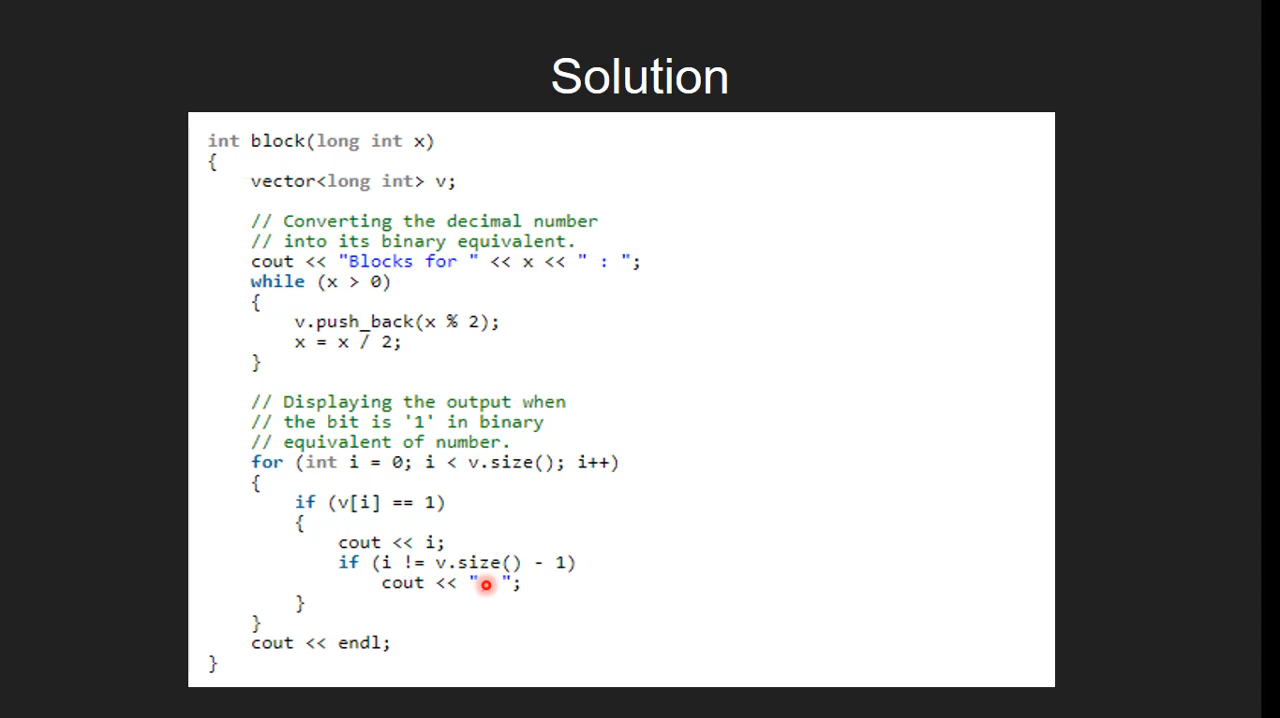 Solution
int block(long int x)
{
    vector<long int> v;

    // Converting the decimal number
    // into its binary equivalent.
    cout << "Blocks for " << x << " : ";
    while (x > 0)
    {
        v.push_back(x % 2);
        x = x / 2;
    }

    // Displaying the output when
    // the bit is '1' in binary
    // equivalent of number.
    for (int i = 0; i < v.size(); i++)
    {
        if (v[i] == 1)
        {
            cout << i;
            if (i != v.size() - 1)
                cout << " ";
        }
    }
    cout << endl;
}